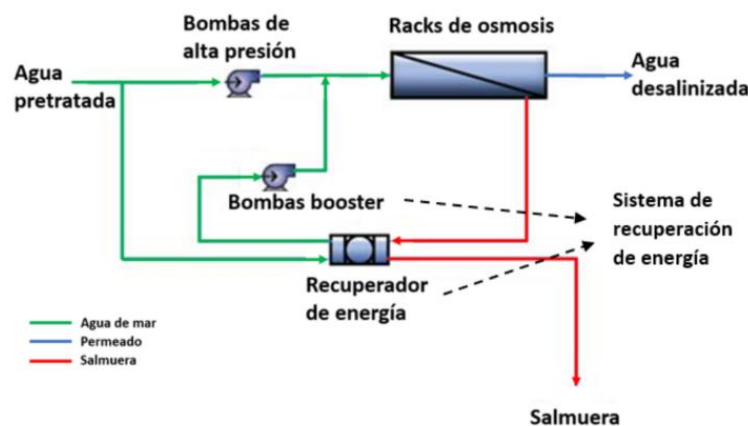 Bombas de
alta presión
Racks de osmosis
Agua
pretratada
Agua
desalinizada
Bombas booster
Sistema de
recuperación
de energía
Recuperador
de energía
Agua de mar
Permeado
Salmuera
Salmuera